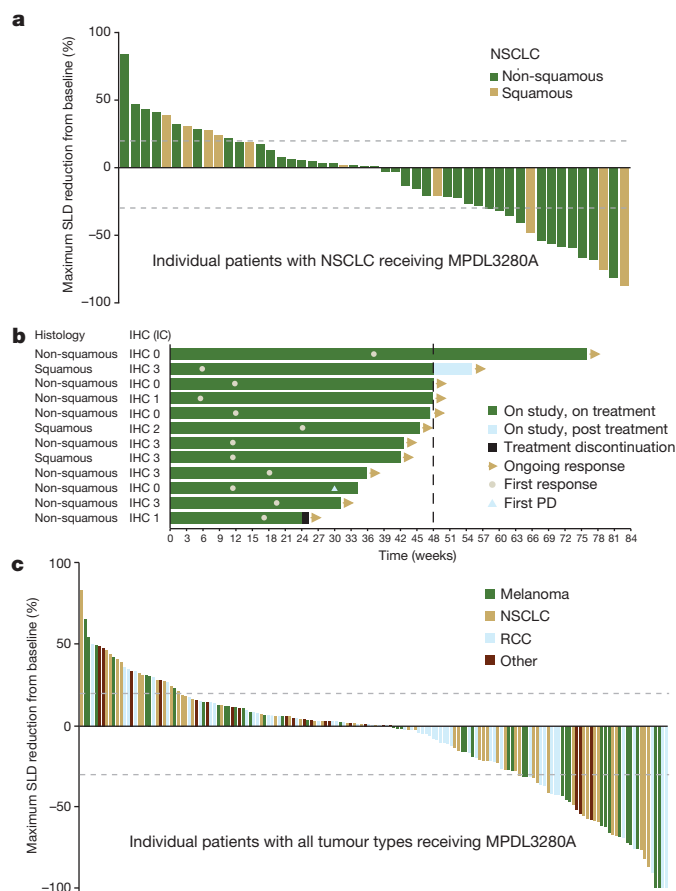 a
Maximum SLD reduction from baseline (%)
100
50
0
−50
−100
NSCLC
Non-squamous
Squamous
Individual patients with NSCLC receiving MPDL3280A
b
Histology IHC (IC)
Non-squamous IHC 0
Squamous IHC 3
Non-squamous IHC 0
Non-squamous IHC 1
Non-squamous IHC 0
Squamous IHC 2
Non-squamous IHC 3
Squamous IHC 3
Non-squamous IHC 3
Non-squamous IHC 0
Non-squamous IHC 3
Non-squamous IHC 1
On study, on treatment
On study, post treatment
Treatment discontinuation
Ongoing response
First response
First PD
0 3 6 9 12 15 18 21 24 27 30 33 36 39 42 45 48 51 54 57 60 63 66 69 72 75 78 81 84
Time (weeks)
c
Maximum SLD reduction from baseline (%)
100
50
0
−50
−100
Melanoma
NSCLC
RCC
Other
Individual patients with all tumour types receiving MPDL3280A